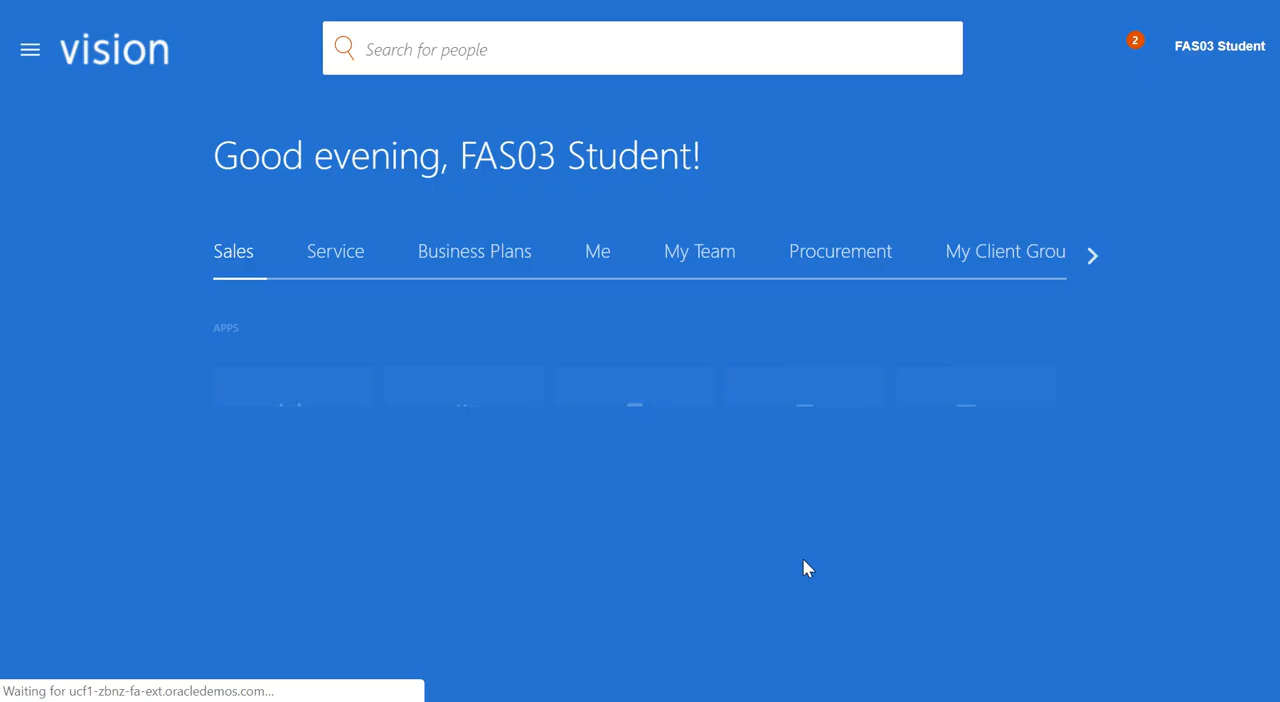 vision
Search for people
2
FAS03 Student
Good evening, FAS03 Student!
Sales Service Business Plans Me My Team Procurement My Client Grou
APPS
Waiting for ucf1-zbnz-fa-ext.oracledemos.com...